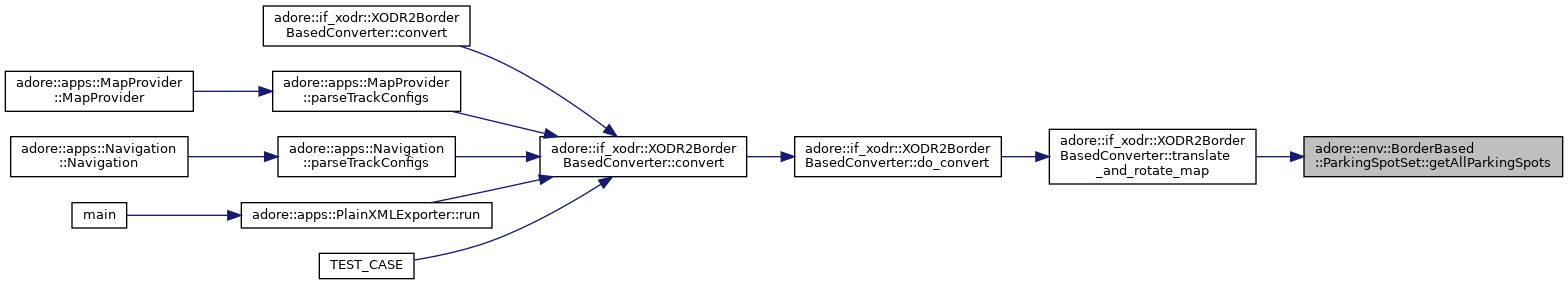 adore::if_xodr::XODR2Border
BasedConverter::convert
adore::apps::MapProvider
::MapProvider
adore::apps::MapProvider
::parseTrackConfigs
adore::apps::Navigation
::Navigation
adore::apps::Navigation
::parseTrackConfigs
adore::if_xodr::XODR2Border
BasedConverter::convert
adore::if_xodr::XODR2Border
BasedConverter::do_convert
adore::if_xodr::XODR2Border
BasedConverter::translate
_and_rotate_map
adore::env::BorderBased
::ParkingSpotSet::getAllParkingSpots
main
adore::apps::PlainXMLExporter::run
TEST_CASE